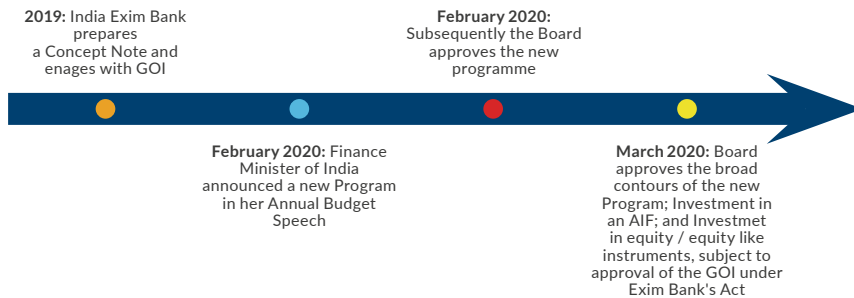 2019: India Exim Bank
prepares
a Concept Note and
enages with GOI
February 2020: Finance
Minister of India
announced a new Program
in her Annual Budget
Speech
February 2020:
Subsequently the Board
approves the new
programme
March 2020: Board
approves the broad
contours of the new
Program; Investment in
an AIF; and Investmet
in equity / equity like
instruments, subject to
approval of the GOI under
Exim Bank's Act